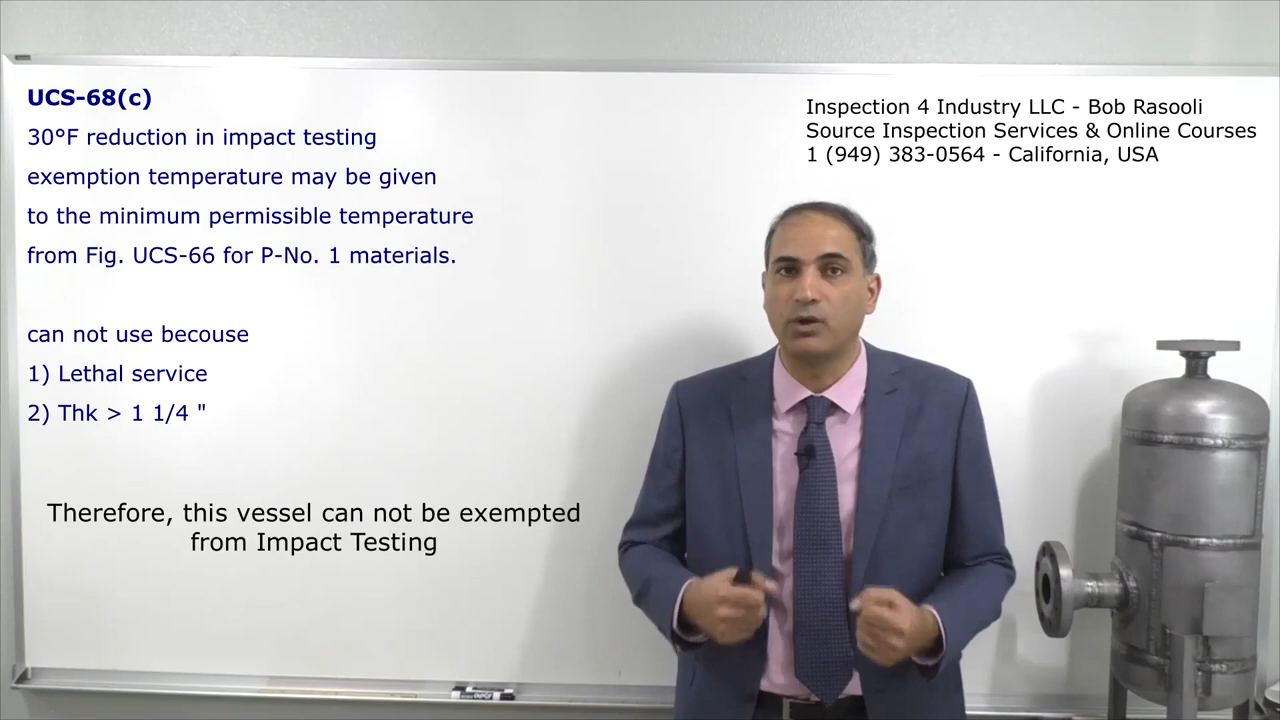 UCS-68(c)
30°F reduction in impact testing
exemption temperature may be given
to the minimum permissible temperature
from Fig. UCS-66 for P-No. 1 materials.
can not use becouse
1) Lethal service
2) Thk > 1 1/4 "
Therefore, this vessel can not be exempted
from Impact Testing
Inspection 4 Industry LLC - Bob Rasooli
Source Inspection Services & Online Courses
1 (949) 383-0564 - California, USA